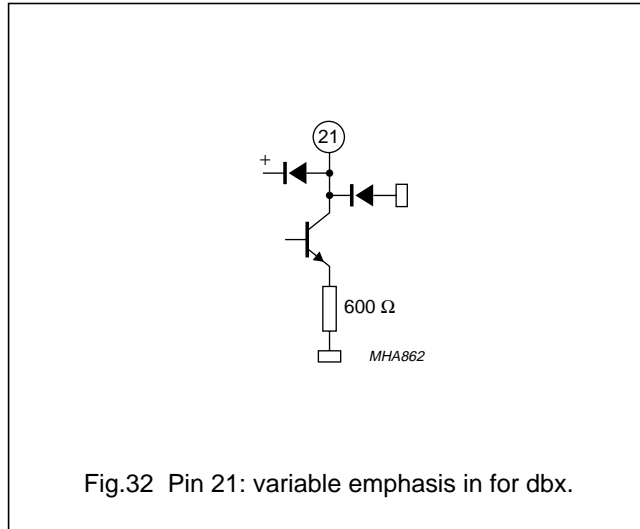 21
+
600 Ω
MHA862
Fig.32 Pin 21: variable emphasis in for dbx.